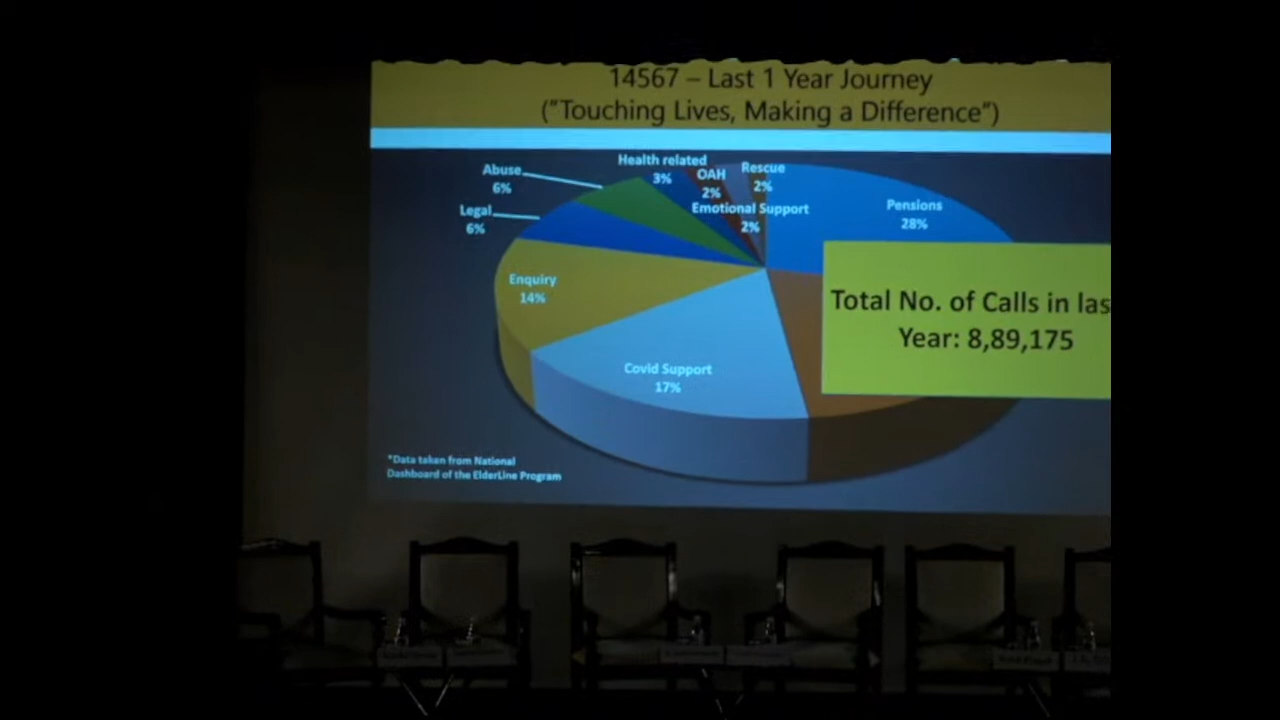 14567 – Last 1 Year Journey
("Touching Lives, Making a Difference")
Health related
3%
Abuse
6%
OAH
2%
Rescue
2%
Emotional Support
2%
Legal
6%
Pensions
28%
Enquiry
14%
Total No. of Calls in las
Year: 8,89,175
Covid Support
17%
*Data taken from National
Dashboard of the ElderLine Program